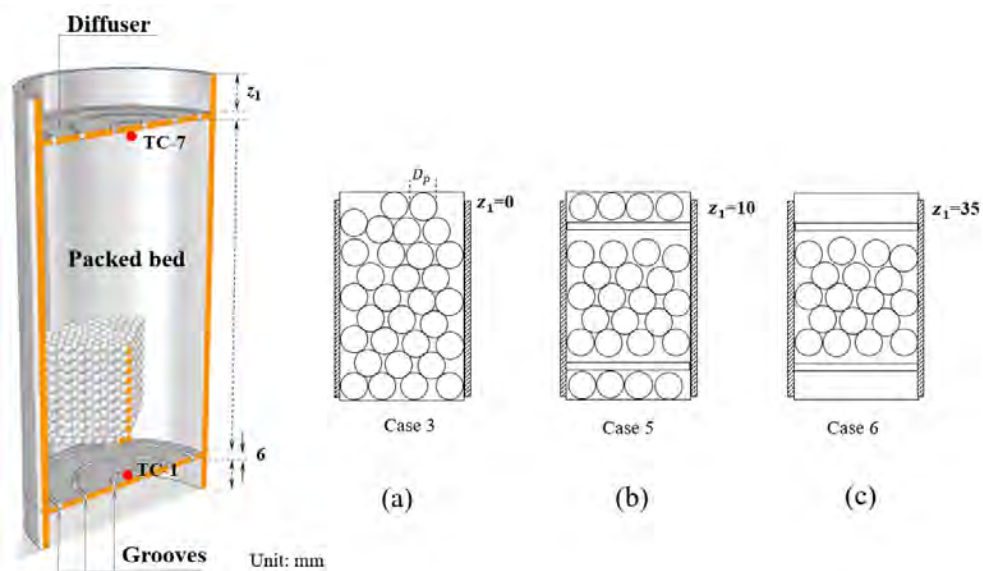 Diffuser
z₁
TC-7
Packed bed
6
TC-1
Grooves
Unit: mm
Dₚ
z₁=0
Case 3
(a)
z₁=10
Case 5
(b)
z₁=35
Case 6
(c)